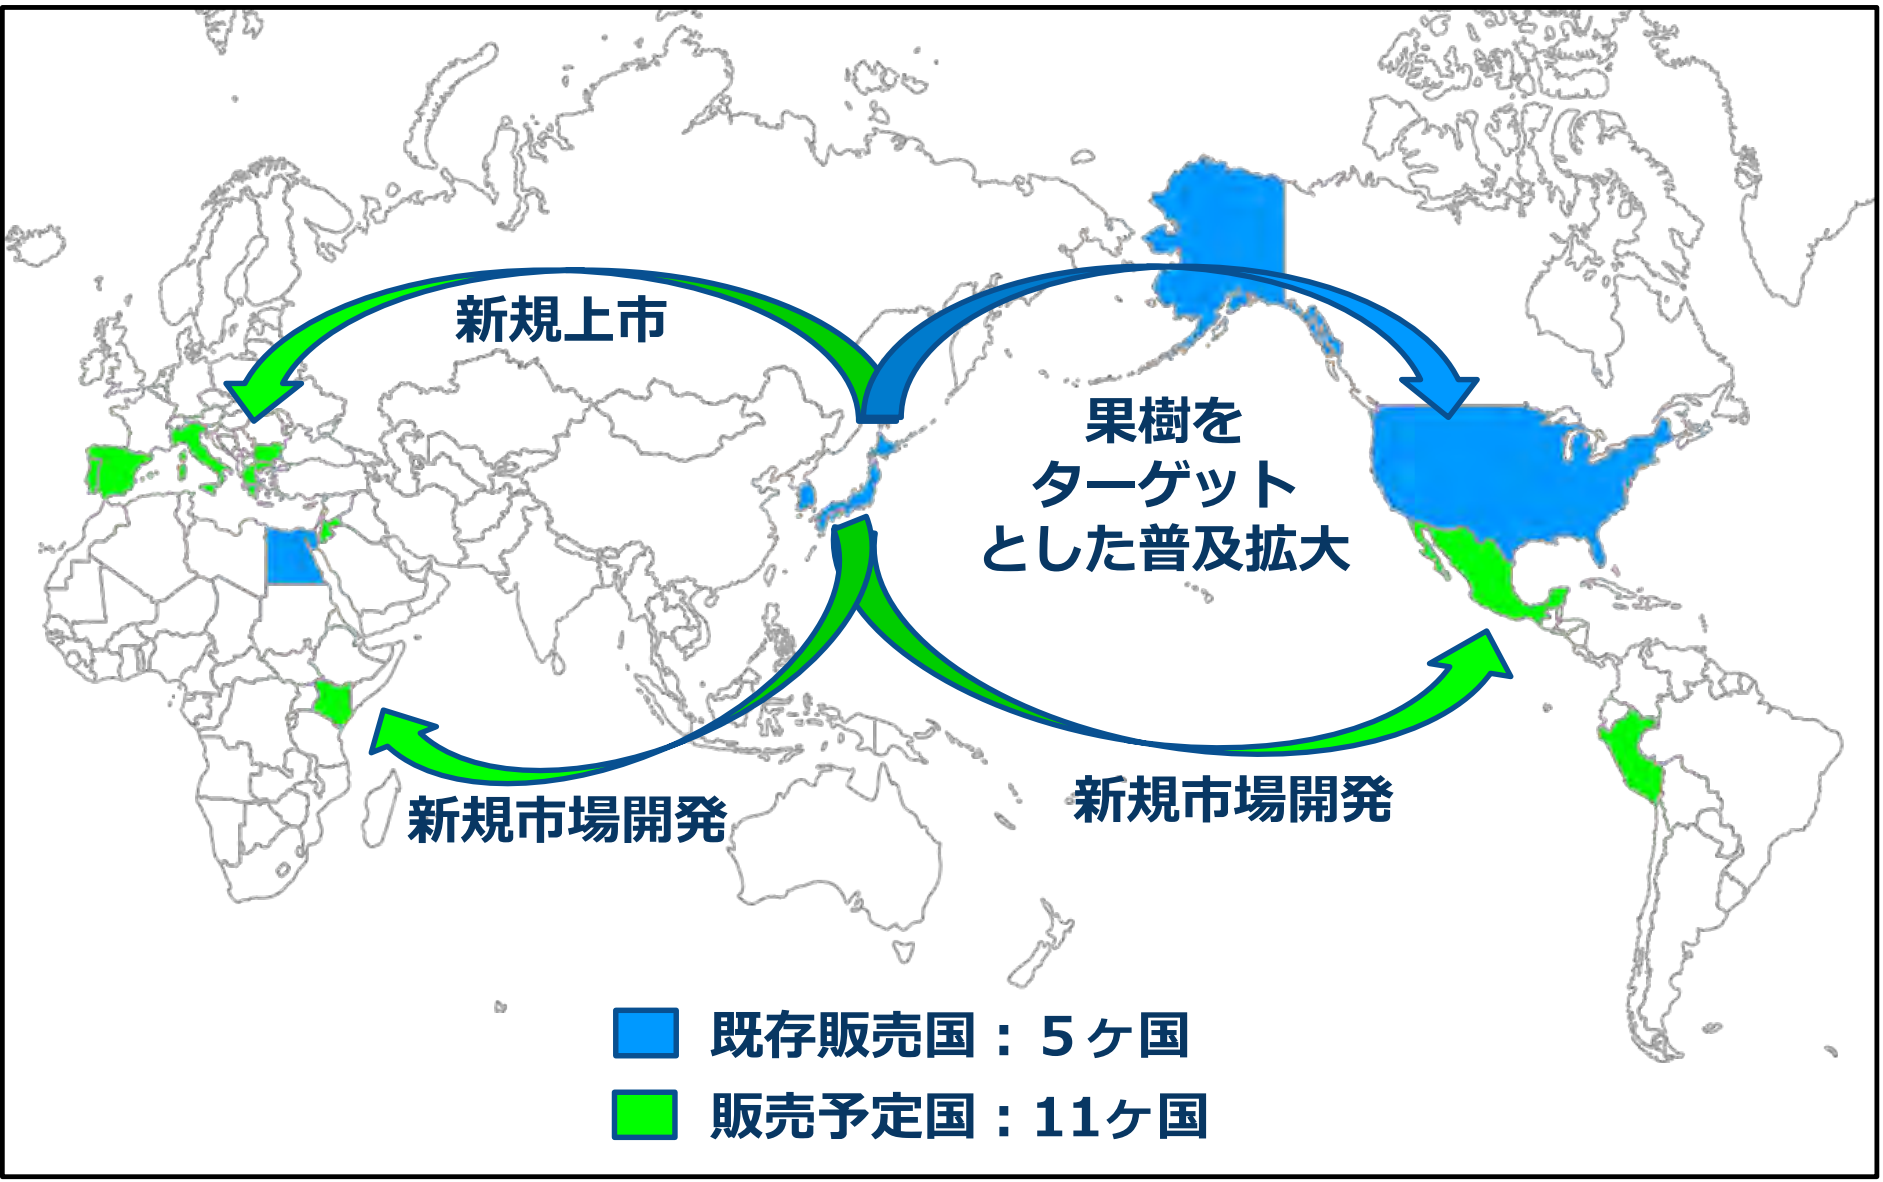 新規上市
果樹を
ターゲット
とした普及拡大
新規市場開発
新規市場開発
既存販売国：５ヶ国
販売予定国：11ヶ国